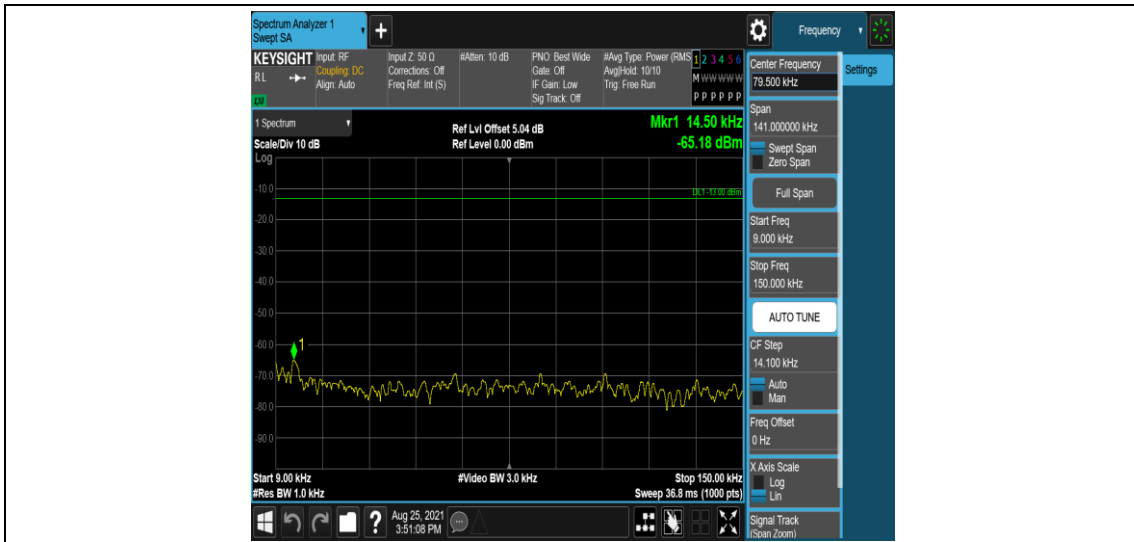 Spectrum Analyzer 1
Swept SA
+
Frequency
KEYSIGHT
RL
Input: RF
Coupling: DC
Align: Auto
Input Z: 50 Ω
Corrections: Off
Freq Ref: Int (S)
#Atten: 10 dB
PNO: Best Wide
Gate: Off
IF Gain: Low
Sig Track: Off
#Avg Type: Power (RMS
Avg|Hold: 10/10
Trig: Free Run
1 2 3 4 5 6
M W W W W W
P P P P P P
1 Spectrum
Scale/Div 10 dB
Log
Ref Lvl Offset 5.04 dB
Ref Level 0.00 dBm
Mkr1 14.50 kHz
-65.18 dBm
DL1 -13.00 dBm
-10.0
-20.0
-30.0
-40.0
-50.0
-60.0
-70.0
-80.0
-90.0
1
Start 9.00 kHz
#Res BW 1.0 kHz
#Video BW 3.0 kHz
Stop 150.00 kHz
Sweep 36.8 ms (1000 pts)
Center Frequency
79.500 kHz
Settings
Span
141.000000 kHz
Swept Span
Zero Span
Full Span
Start Freq
9.000 kHz
Stop Freq
150.000 kHz
AUTO TUNE
CF Step
14.100 kHz
Auto
Man
Freq Offset
0 Hz
X Axis Scale
Log
Lin
Signal Track
(Span Zoom)
?
Aug 25, 2021
3:51:08 PM